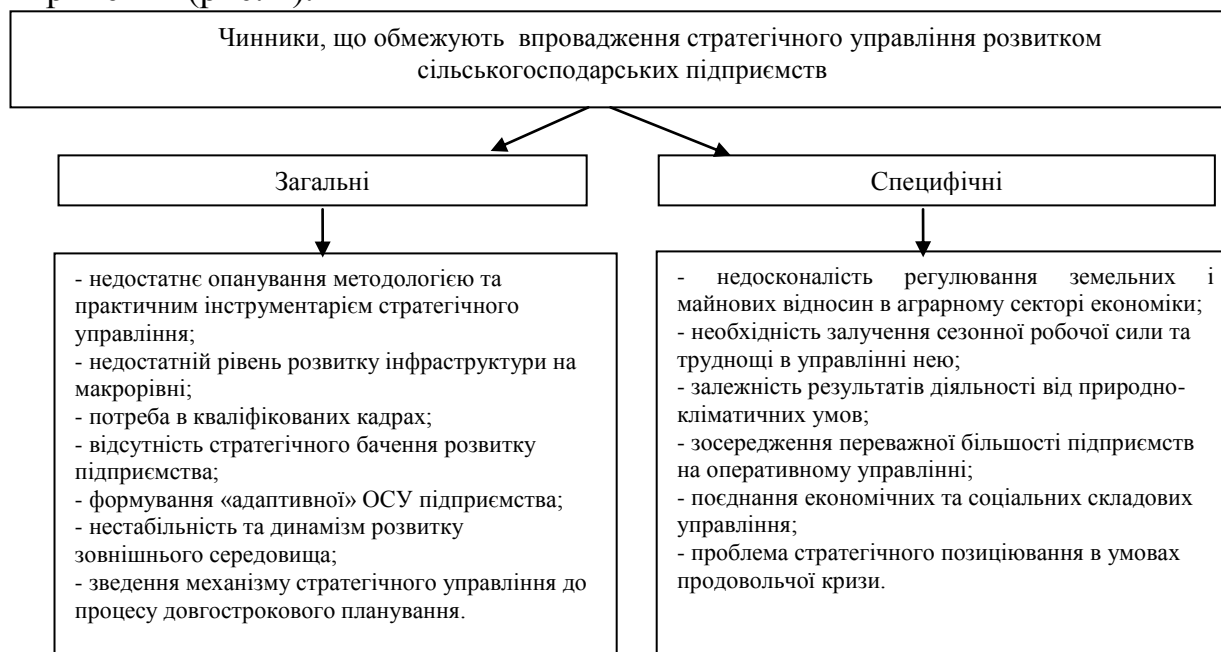 Чинники, що обмежують впровадження стратегічного управління розвитком
сільськогосподарських підприємств
Загальні
Специфічні
- недостатнє опанування методологією та
практичним інструментарієм стратегічного
управління;
- недостатній рівень розвитку інфраструктури на
макрорівні;
- потреба в кваліфікованих кадрах;
- відсутність стратегічного бачення розвитку
підприємства;
- формування «адаптивної» ОСУ підприємства;
- нестабільність та динамізм розвитку
зовнішнього середовища;
- зведення механізму стратегічного управління до
процесу довгострокового планування.
- недосконалість регулювання земельних і
майнових відносин в аграрному секторі економіки;
- необхідність залучення сезонної робочої сили та
труднощі в управлінні нею;
- залежність результатів діяльності від природно-
кліматичних умов;
- зосередження переважної більшості підприємств
на оперативному управлінні;
- поєднання економічних та соціальних складових
управління;
- проблема стратегічного позиціювання в умовах
продовольчої кризи.